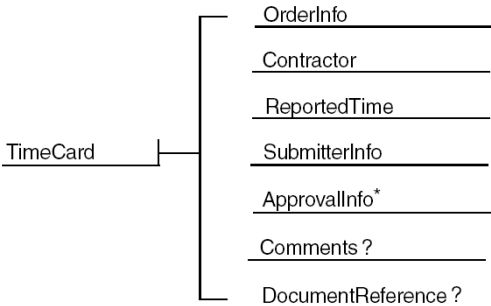 OrderInfo
Contractor
ReportedTime
TimeCard
SubmitterInfo
ApprovalInfo*
Comments ?
DocumentReference ?